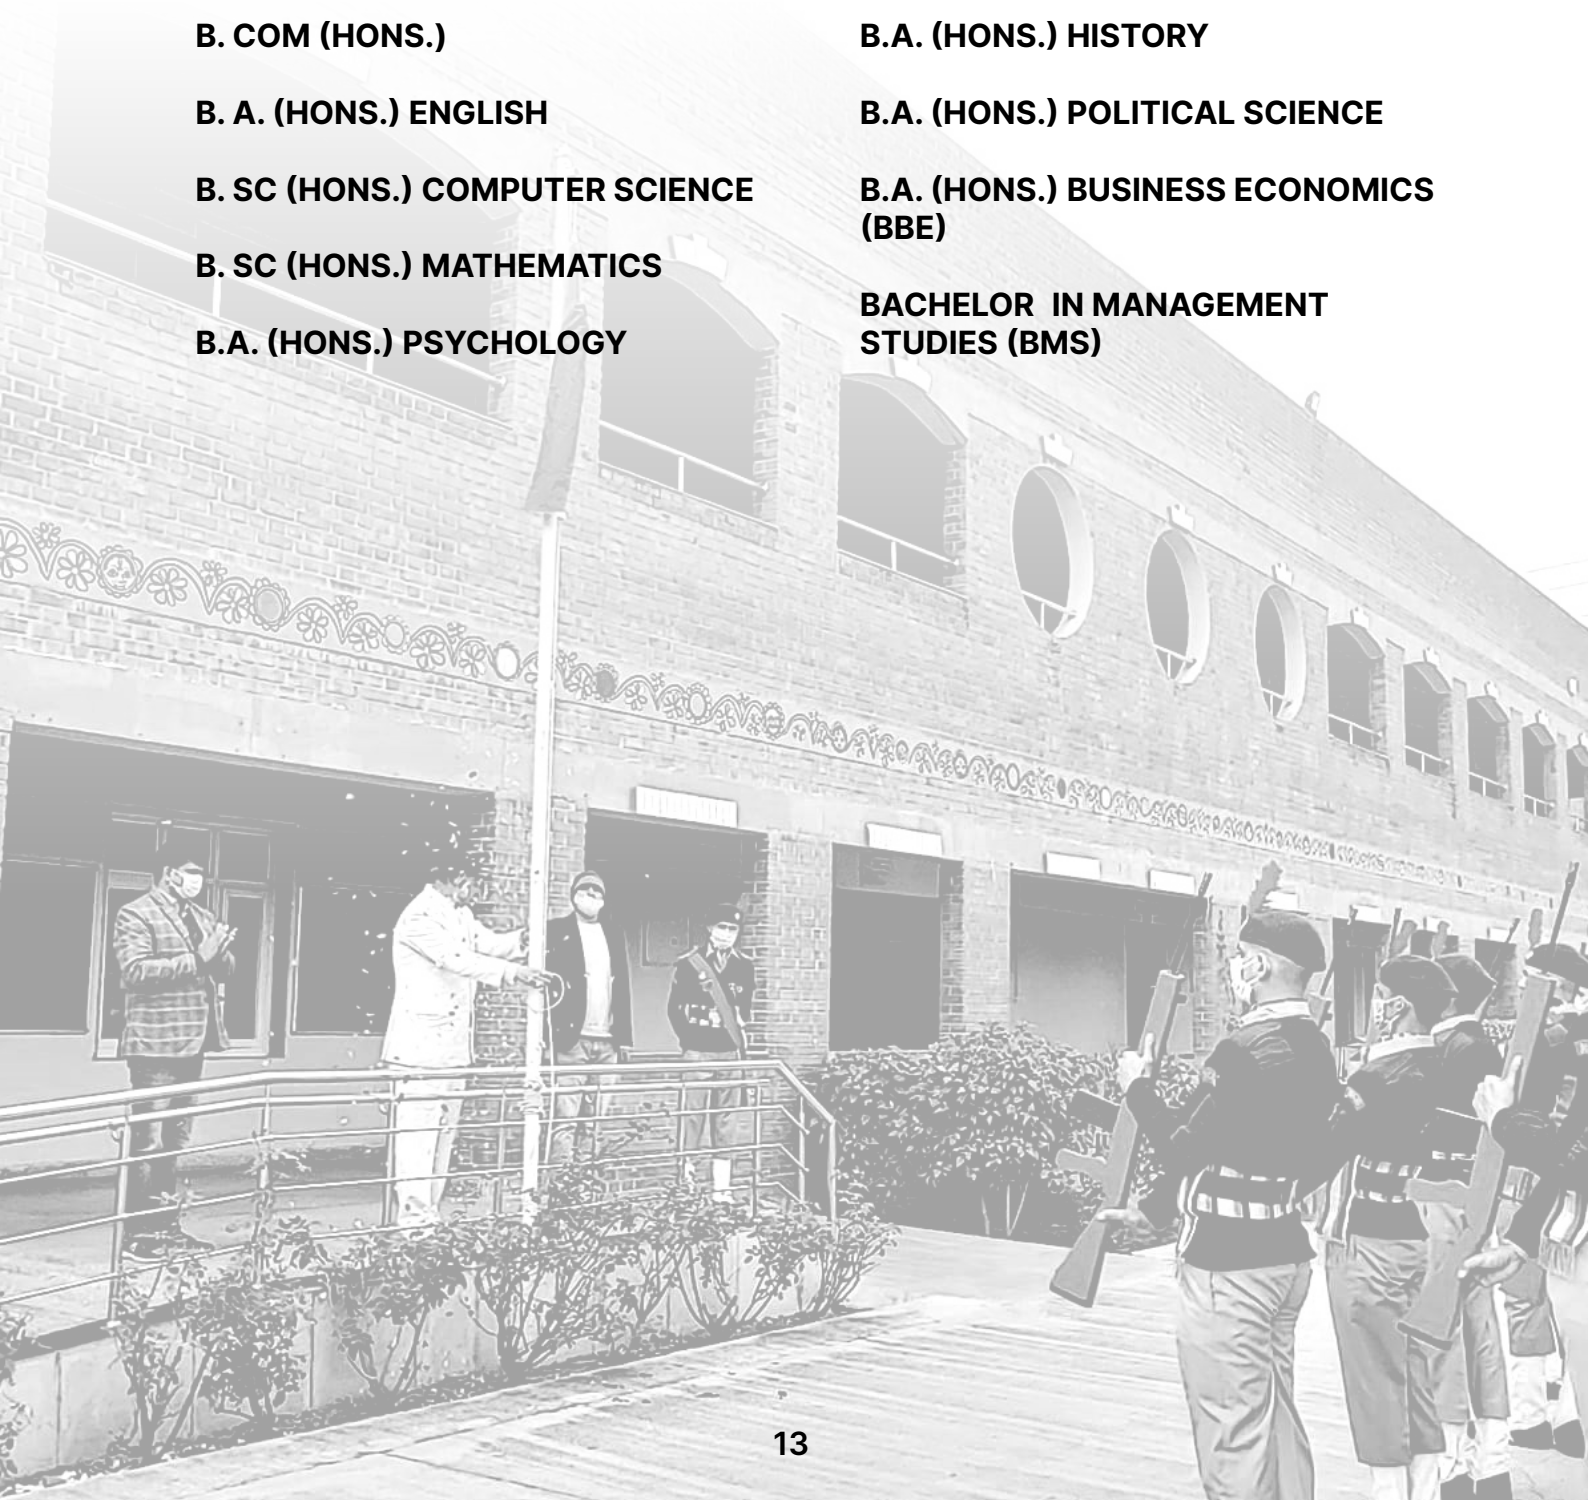 B. COM (HONS.)
B. A. (HONS.) ENGLISH
B. SC (HONS.) COMPUTER SCIENCE
B. SC (HONS.) MATHEMATICS
B.A. (HONS.) PSYCHOLOGY
B.A. (HONS.) HISTORY
B.A. (HONS.) POLITICAL SCIENCE
B.A. (HONS.) BUSINESS ECONOMICS
(BBE)
BACHELOR IN MANAGEMENT
STUDIES (BMS)
13